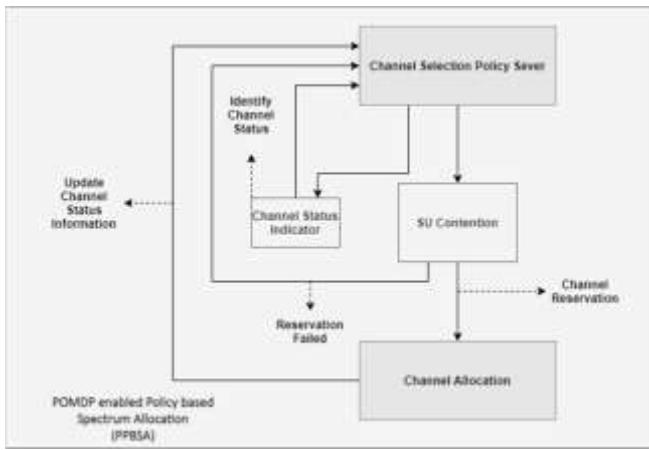 Channel Selection Policy Sever
Identify
Channel
Status
Update
Channel
Status
Information
Channel Status
Indicator
SU Contention
Channel
Reservation
Reservation
Failed
Channel Allocation
POMDP enabled Policy based
Spectrum Allocation
(PPBSA)